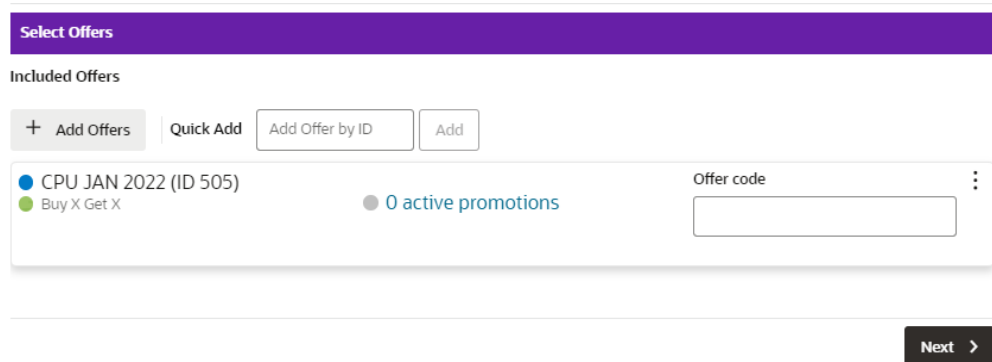 Select Offers
Included Offers
+ Add Offers Quick Add Add Offer by ID Add
CPU JAN 2022 (ID 505)
Buy X Get X
0 active promotions
Offer code
Next >